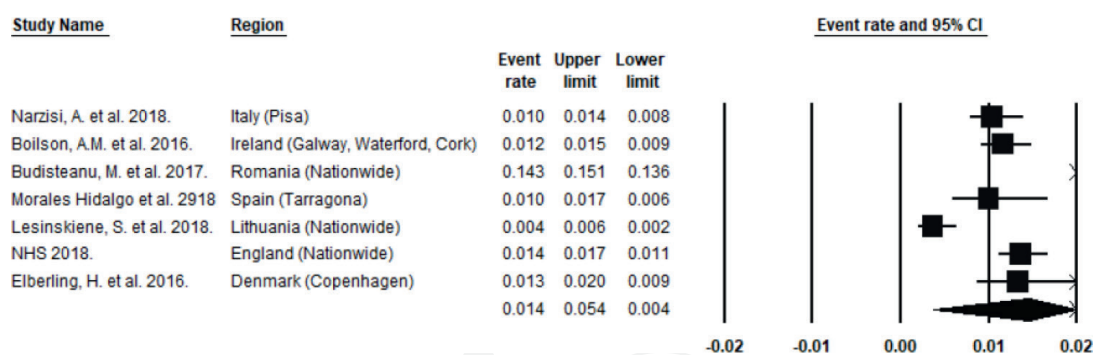 Study Name Region Event rate and 95% CI
Event Upper Lower
rate limit limit
Narzisi, A. et al. 2018. Italy (Pisa) 0.010 0.014 0.008
Boilson, A.M. et al. 2016. Ireland (Galway, Waterford, Cork) 0.012 0.015 0.009
Budisteanu, M. et al. 2017. Romania (Nationwide) 0.143 0.151 0.136
Morales Hidalgo et al. 2918 Spain (Tarragona) 0.010 0.017 0.006
Lesinskiene, S. et al. 2018. Lithuania (Nationwide) 0.004 0.006 0.002
NHS 2018. England (Nationwide) 0.014 0.017 0.011
Elberling, H. et al. 2016. Denmark (Copenhagen) 0.013 0.020 0.009
0.014 0.054 0.004
-0.02 -0.01 0.00 0.01 0.02